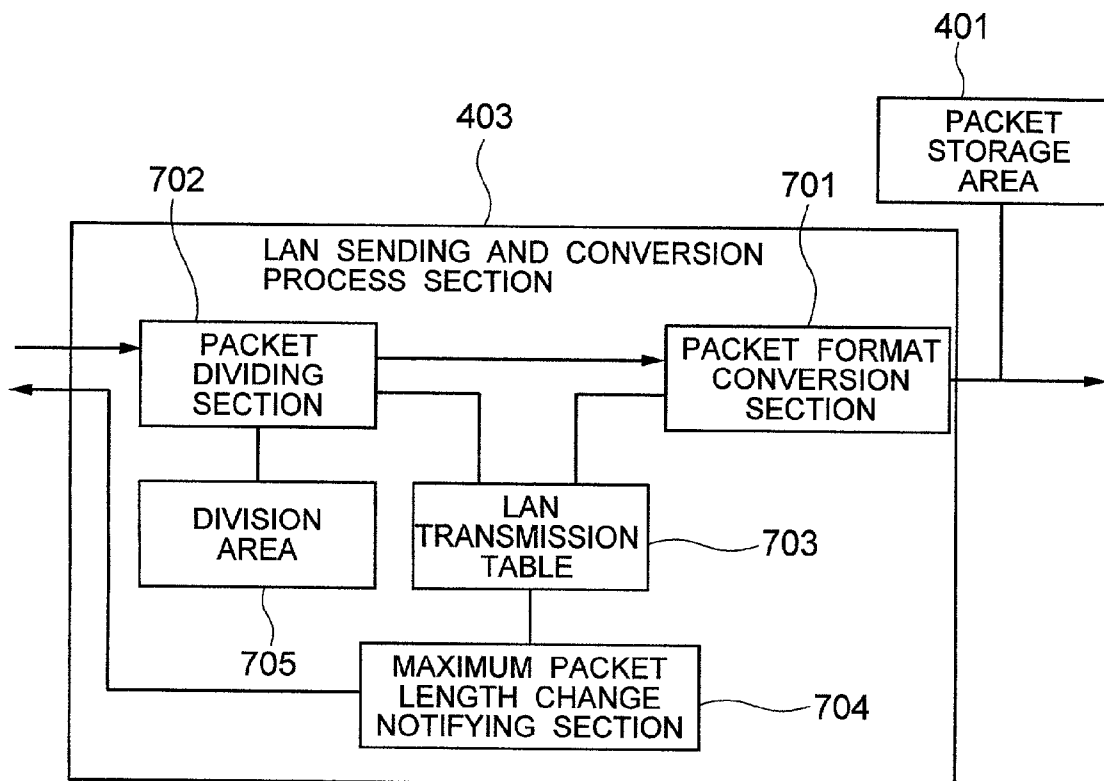 401
PACKET
STORAGE
AREA
403
702
701
LAN SENDING AND CONVERSION
PROCESS SECTION
PACKET
DIVIDING
SECTION
PACKET FORMAT
CONVERSION
SECTION
DIVISION
AREA
LAN
TRANSMISSION
TABLE
703
705
MAXIMUM PACKET
LENGTH CHANGE
NOTIFYING SECTION
704